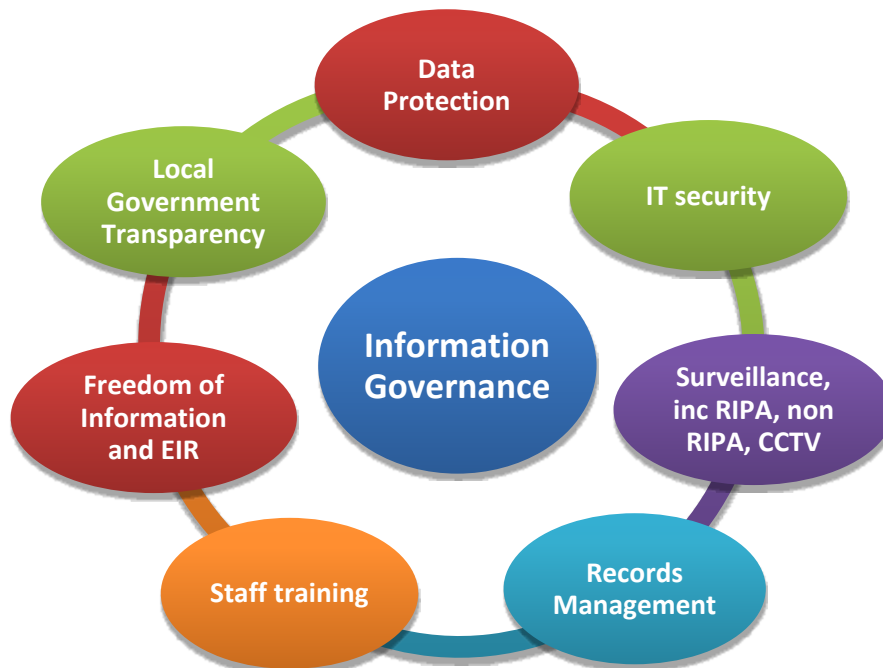 Data
Protection
IT security
Surveillance,
inc RIPA, non
RIPA, CCTV
Records
Management
Staff training
Freedom of
Information
and EIR
Local
Government
Transparency
Information
Governance